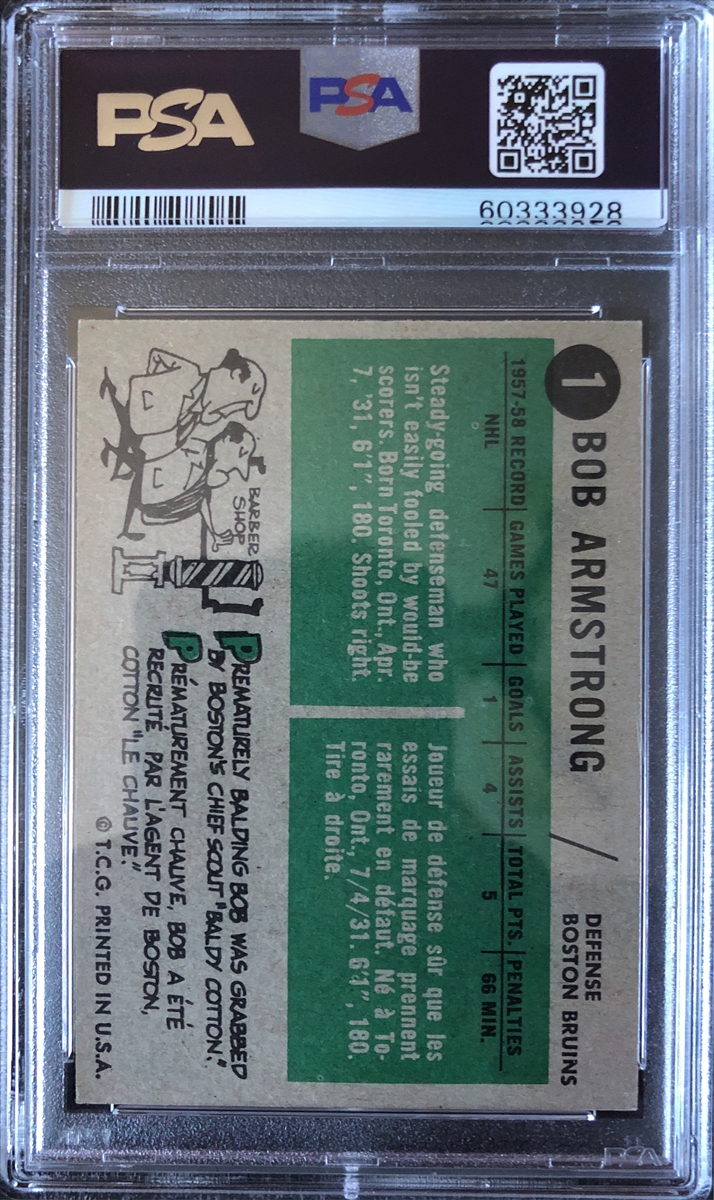 PSA
PSA
60333928
1 BOB ARMSTRONG
DEFENSE
BOSTON BRUINS
1957-58 RECORD GAMES PLAYED GOALS ASSISTS TOTAL PTS. PENALTIES
NHL 47 1 4 5 66 MIN.
Steady-going defenseman who
isn't easily fooled by would-be
scorers. Born Toronto, Ont., Apr.
7, '31, 6'1", 180. Shoots right.
Joueur de défense sûr que les
essais de marquage prennent
rarement en défaut. Né à To-
ronto, Ont., 7/4/31. 6'1", 180.
Tire à droite.
BARBER
SHOP
PREMATURELY BALDING BOB WAS GRABBED
BY BOSTON'S CHIEF SCOUT "BALDY COTTON."
PRÉMATUREMENT CHAUVE, BOB A ÉTÉ
RECRUTÉ PAR L'AGENT DE BOSTON,
COTTON "LE CHAUVE."
© T.C.G. PRINTED IN U.S.A.
PSA